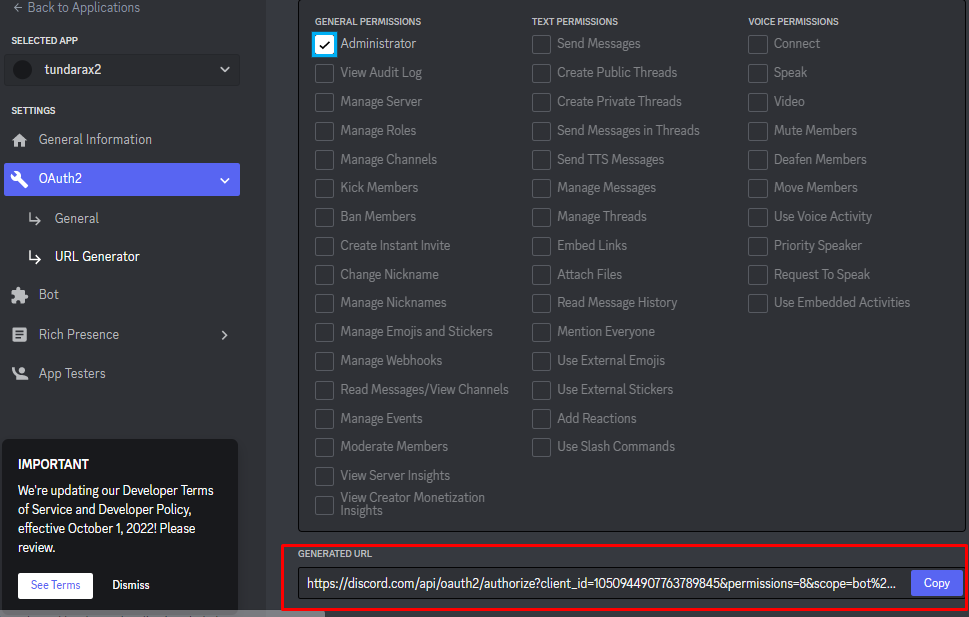 ← Back to Applications
SELECTED APP
tundarax2
SETTINGS
General Information
OAuth2
General
URL Generator
Bot
Rich Presence
App Testers
IMPORTANT
We're updating our Developer Terms
of Service and Developer Policy,
effective October 1, 2022! Please
review.
See Terms
Dismiss
GENERAL PERMISSIONS
Administrator
View Audit Log
Manage Server
Manage Roles
Manage Channels
Kick Members
Ban Members
Create Instant Invite
Change Nickname
Manage Nicknames
Manage Emojis and Stickers
Manage Webhooks
Read Messages/View Channels
Manage Events
Moderate Members
View Server Insights
View Creator Monetization
Insights
TEXT PERMISSIONS
Send Messages
Create Public Threads
Create Private Threads
Send Messages in Threads
Send TTS Messages
Manage Messages
Manage Threads
Embed Links
Attach Files
Read Message History
Mention Everyone
Use External Emojis
Use External Stickers
Add Reactions
Use Slash Commands
VOICE PERMISSIONS
Connect
Speak
Video
Mute Members
Deafen Members
Move Members
Use Voice Activity
Priority Speaker
Request To Speak
Use Embedded Activities
GENERATED URL
https://discord.com/api/oauth2/authorize?client_id=1050944907763789845&permissions=8&scope=bot%2...
Copy